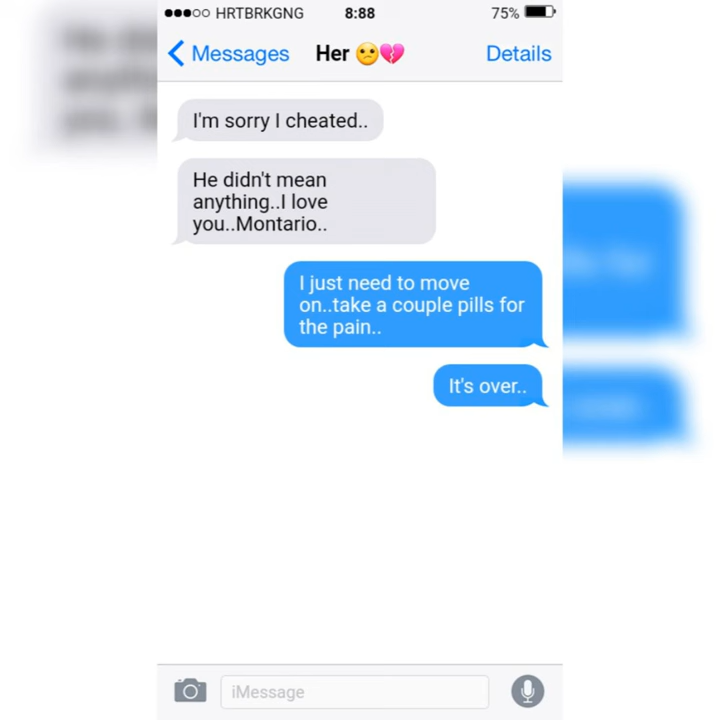 HRTBRKGNG 8:88 75%
Messages Her 😕💔 Details
I'm sorry I cheated..
He didn't mean
anything..I love
you..Montario..
I just need to move
on..take a couple pills for
the pain..
It's over..
iMessage